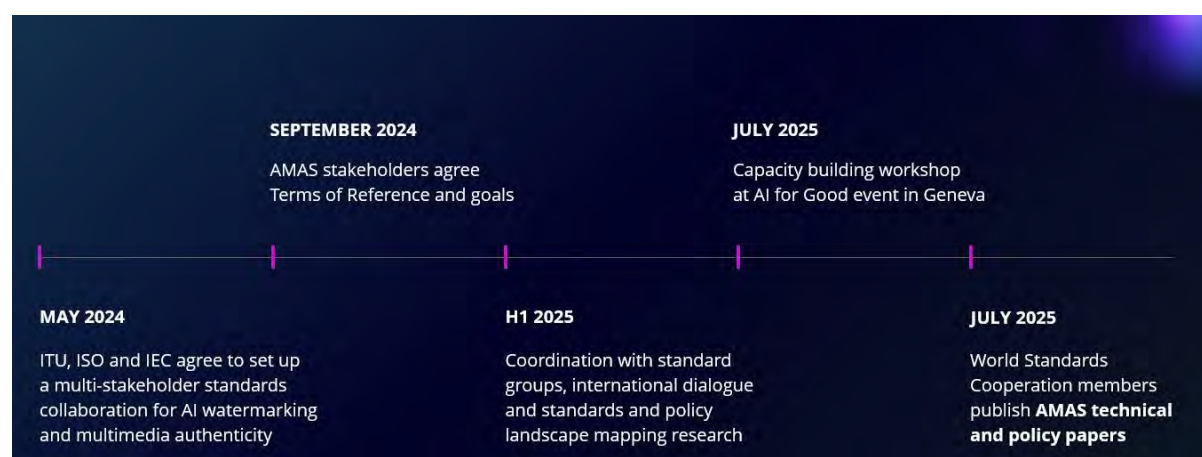 SEPTEMBER 2024
AMAS stakeholders agree
Terms of Reference and goals
JULY 2025
Capacity building workshop
at AI for Good event in Geneva
MAY 2024
ITU, ISO and IEC agree to set up
a multi-stakeholder standards
collaboration for AI watermarking
and multimedia authenticity
H1 2025
Coordination with standard
groups, international dialogue
and standards and policy
landscape mapping research
JULY 2025
World Standards
Cooperation members
publish AMAS technical
and policy papers